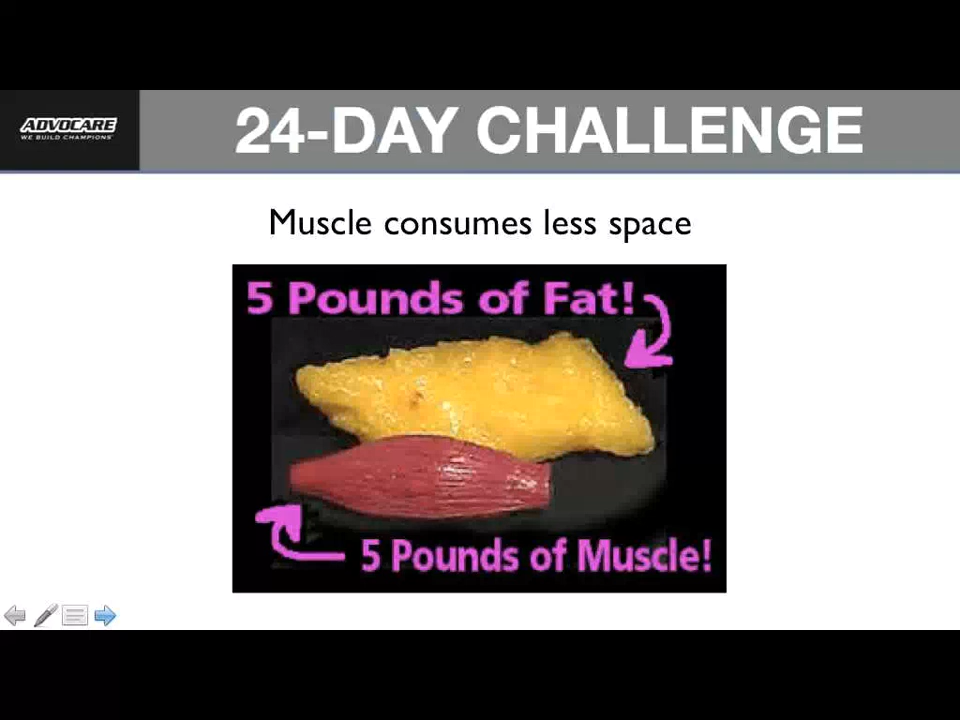 ADVOCARE
WE BUILD CHAMPIONS
24-DAY CHALLENGE
Muscle consumes less space
5 Pounds of Fat!
5 Pounds of Muscle!